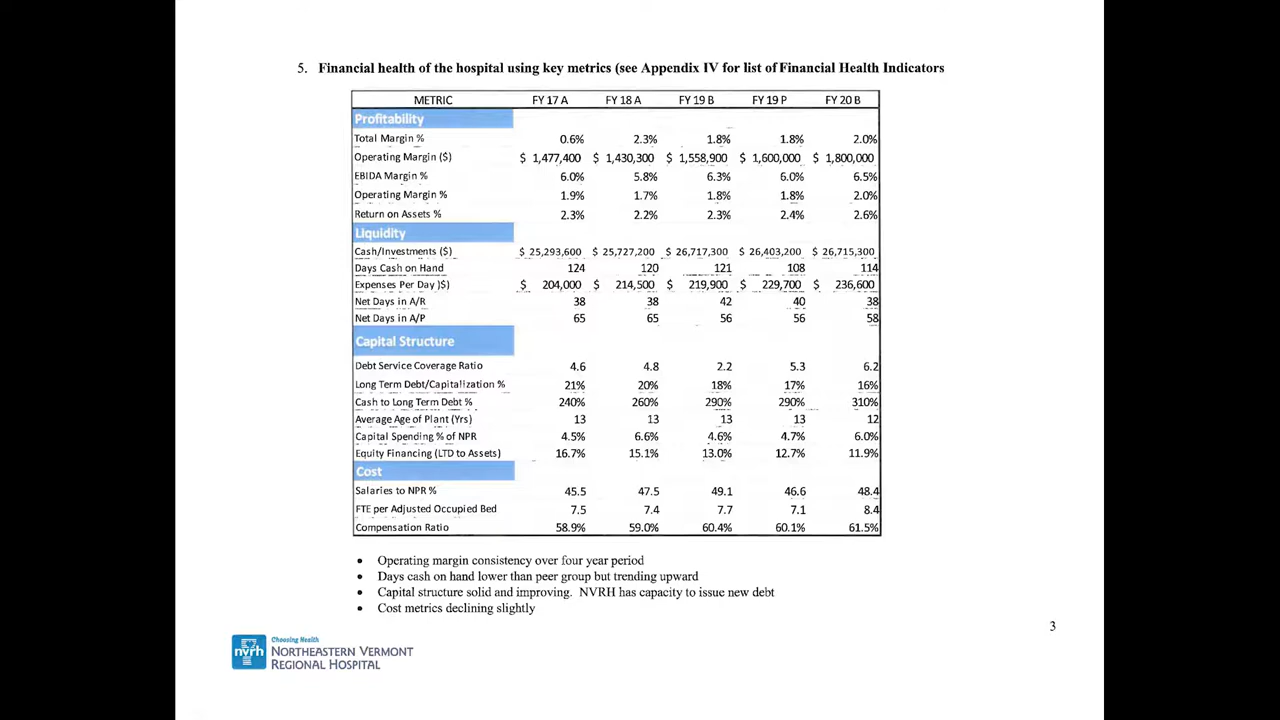 5. Financial health of the hospital using key metrics (see Appendix IV for list of Financial Health Indicators
METRIC FY 17 A FY 18 A FY 19 B FY 19 P FY 20 B
Profitability
Total Margin % 0.6% 2.3% 1.8% 1.8% 2.0%
Operating Margin ($) $ 1,477,400 $ 1,430,300 $ 1,558,900 $ 1,600,000 $ 1,800,000
EBIDA Margin % 6.0% 5.8% 6.3% 6.0% 6.5%
Operating Margin % 1.9% 1.7% 1.8% 1.8% 2.0%
Return on Assets % 2.3% 2.2% 2.3% 2.4% 2.6%
Liquidity
Cash/Investments ($) $ 25,293,600 $ 25,727,200 $ 26,717,300 $ 26,403,200 $ 26,715,300
Days Cash on Hand 124 120 121 108 114
Expenses Per Day )$) $ 204,000 $ 214,500 $ 219,900 $ 229,700 $ 236,600
Net Days in A/R 38 38 42 40 38
Net Days in A/P 65 65 56 56 58
Capital Structure
Debt Service Coverage Ratio 4.6 4.8 2.2 5.3 6.2
Long Term Debt/Capitalization % 21% 20% 18% 17% 16%
Cash to Long Term Debt % 240% 260% 290% 290% 310%
Average Age of Plant (Yrs) 13 13 13 13 12
Capital Spending % of NPR 4.5% 6.6% 4.6% 4.7% 6.0%
Equity Financing (LTD to Assets) 16.7% 15.1% 13.0% 12.7% 11.9%
Cost
Salaries to NPR % 45.5 47.5 49.1 46.6 48.4
FTE per Adjusted Occupied Bed 7.5 7.4 7.7 7.1 8.4
Compensation Ratio 58.9% 59.0% 60.4% 60.1% 61.5%
• Operating margin consistency over four year period
• Days cash on hand lower than peer group but trending upward
• Capital structure solid and improving. NVRH has capacity to issue new debt
• Cost metrics declining slightly
3
Choosing Health
nvrh NORTHEASTERN VERMONT
REGIONAL HOSPITAL